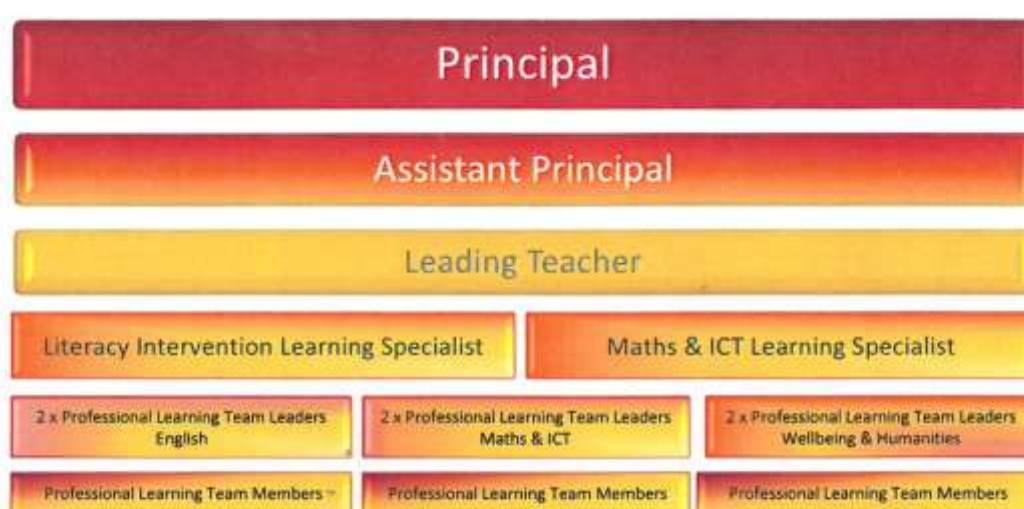 Principal
Assistant Principal
Leading Teacher
Literacy Intervention Learning Specialist
Maths & ICT Learning Specialist
2 x Professional Learning Team Leaders
English
2 x Professional Learning Team Leaders
Maths & ICT
2 x Professional Learning Team Leaders
Wellbeing & Humanities
Professional Learning Team Members
Professional Learning Team Members
Professional Learning Team Members